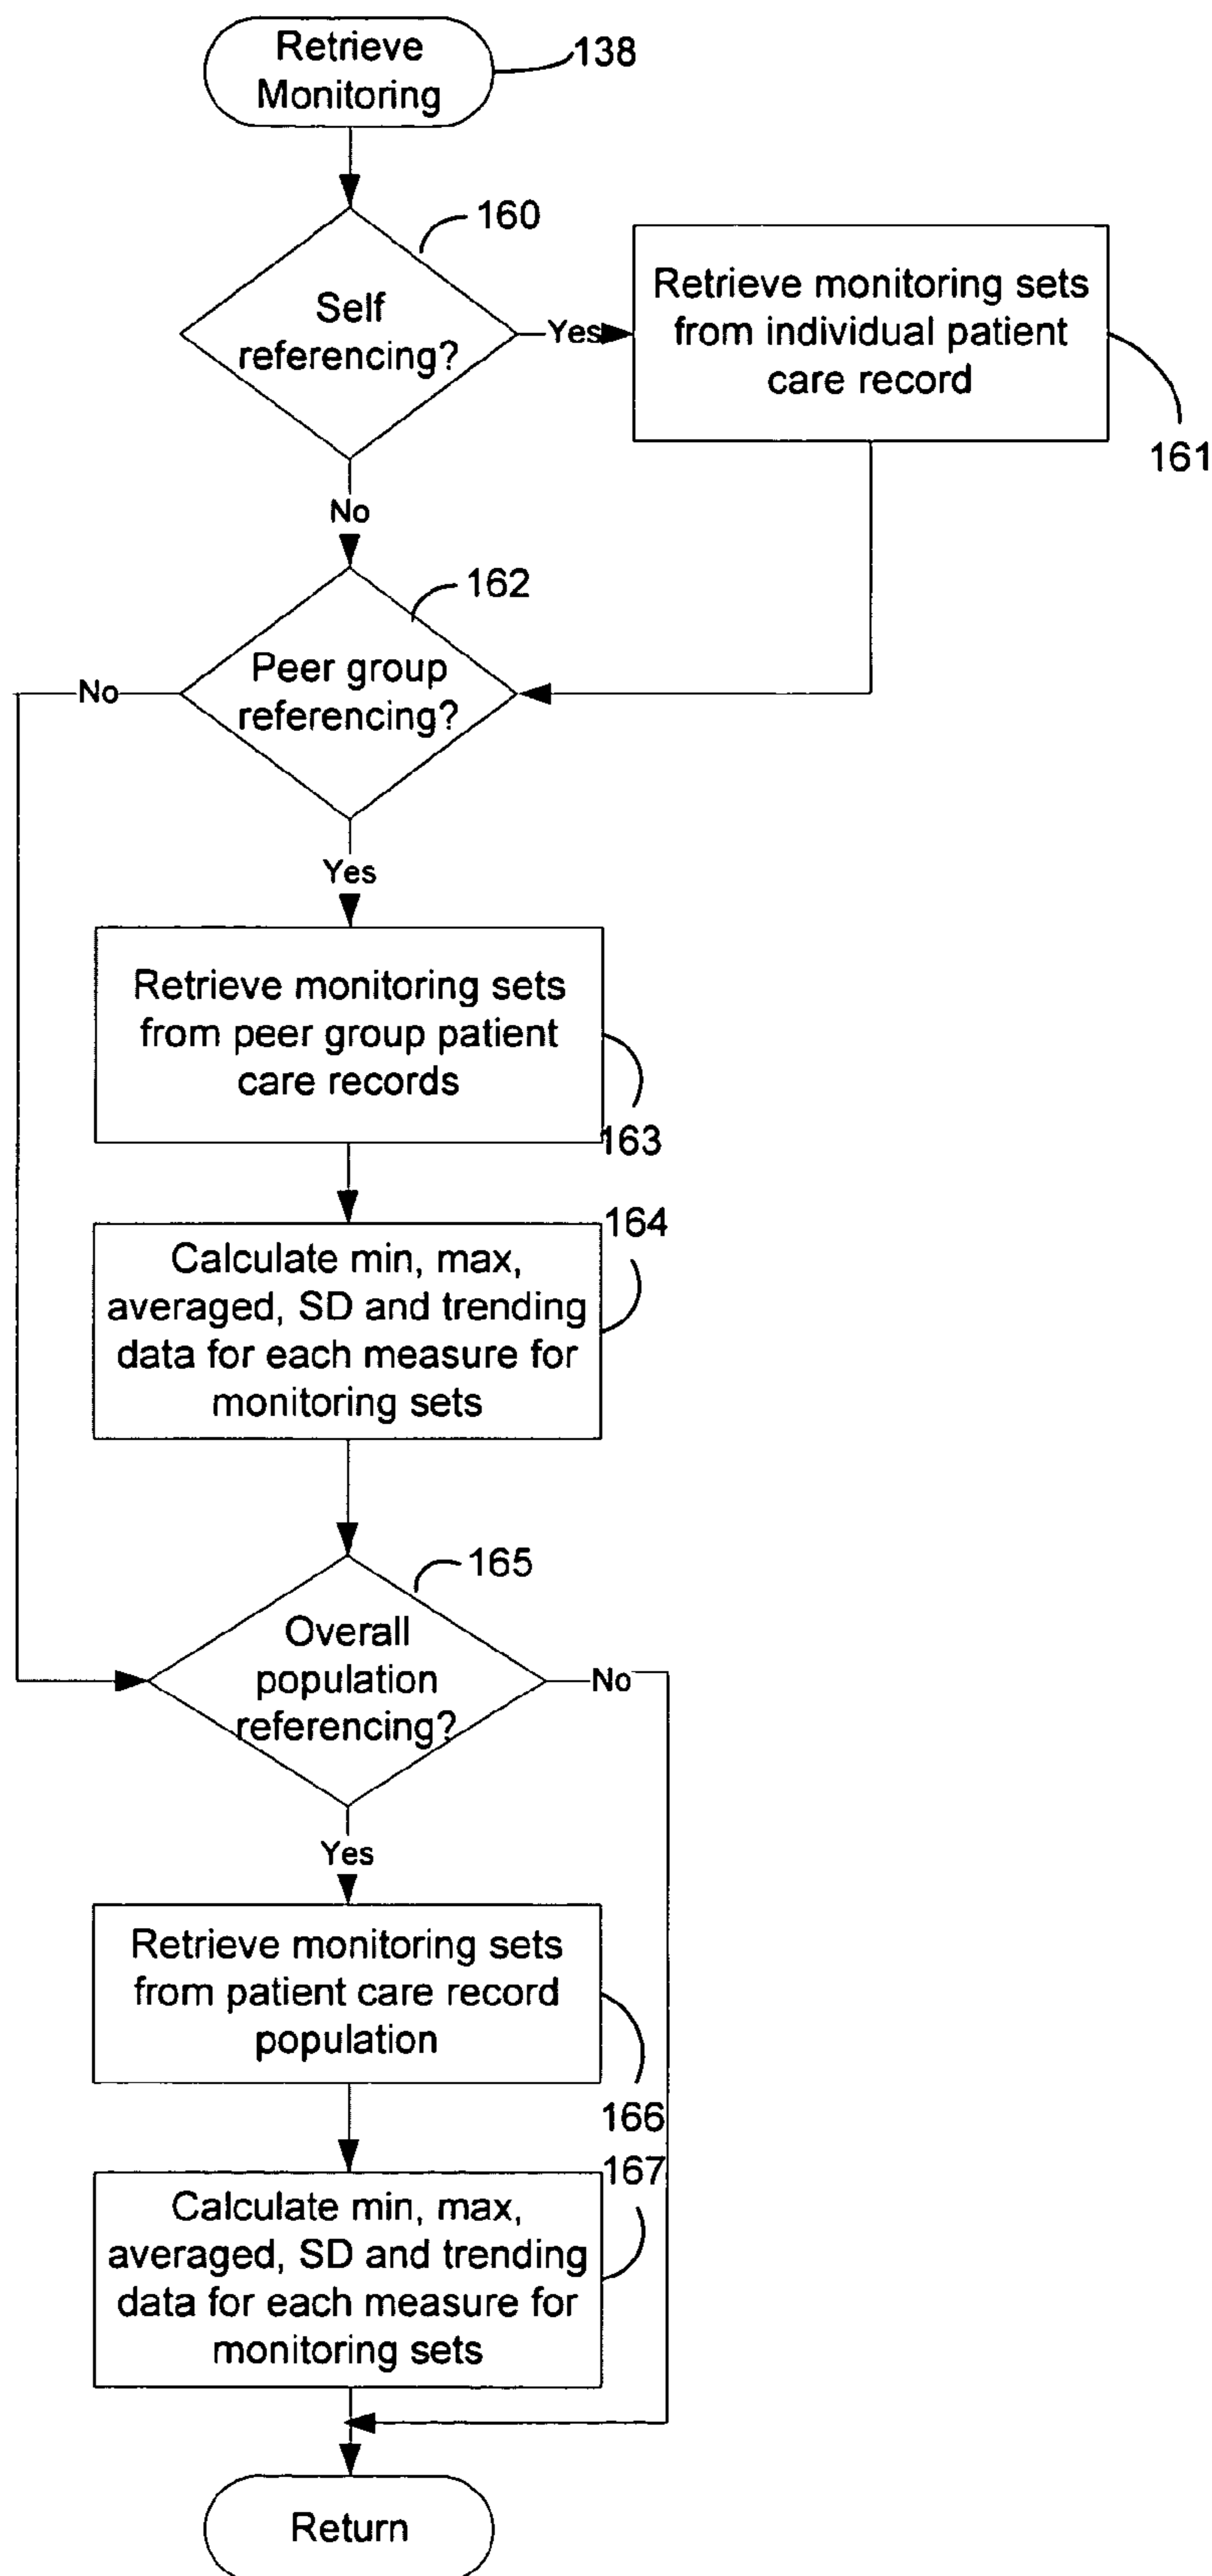 Retrieve
Monitoring
138
160
Self
referencing?
Yes
Retrieve monitoring sets
from individual patient
care record
161
No
162
Peer group
referencing?
No
Yes
Retrieve monitoring sets
from peer group patient
care records
163
164
Calculate min, max,
averaged, SD and trending
data for each measure for
monitoring sets
165
Overall
population
referencing?
No
Yes
Retrieve monitoring sets
from patient care record
population
166
167
Calculate min, max,
averaged, SD and trending
data for each measure for
monitoring sets
Return